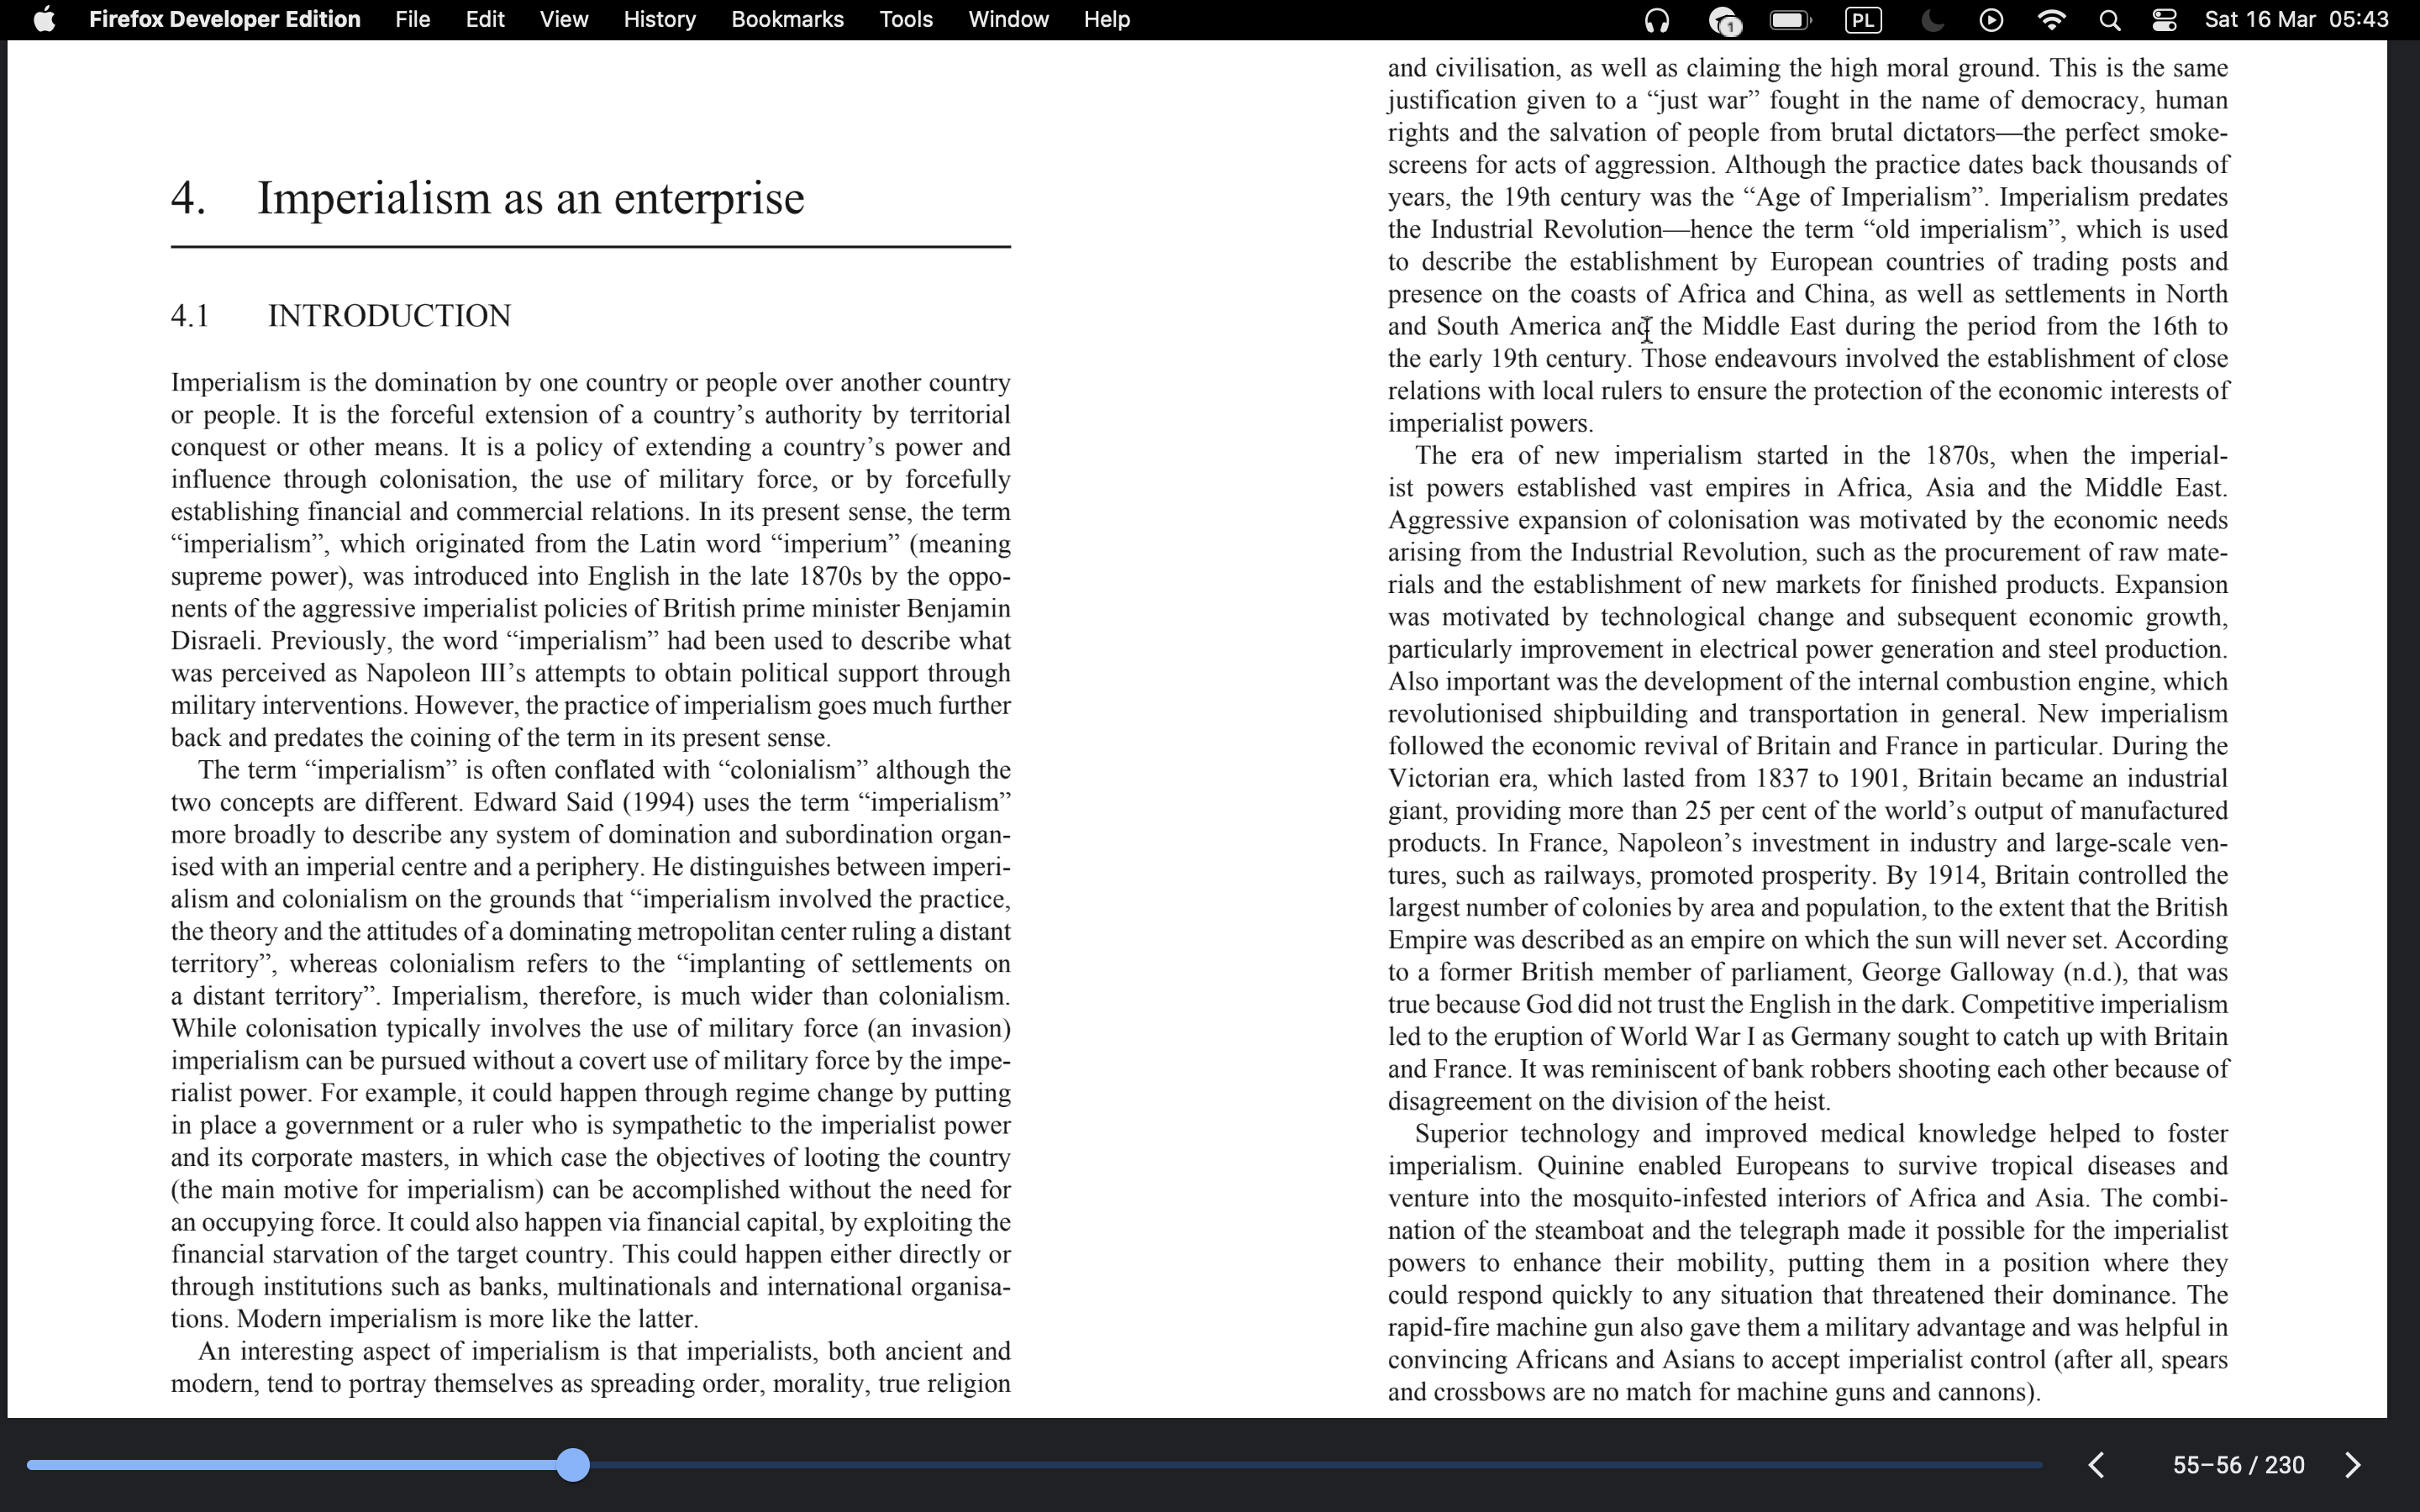 Firefox Developer Edition File Edit View History Bookmarks Tools Window Help 1 PL Sat 16 Mar 05:43
4. Imperialism as an enterprise
4.1 INTRODUCTION
Imperialism is the domination by one country or people over another country
or people. It is the forceful extension of a country’s authority by territorial
conquest or other means. It is a policy of extending a country’s power and
influence through colonisation, the use of military force, or by forcefully
establishing financial and commercial relations. In its present sense, the term
“imperialism”, which originated from the Latin word “imperium” (meaning
supreme power), was introduced into English in the late 1870s by the oppo-
nents of the aggressive imperialist policies of British prime minister Benjamin
Disraeli. Previously, the word “imperialism” had been used to describe what
was perceived as Napoleon III’s attempts to obtain political support through
military interventions. However, the practice of imperialism goes much further
back and predates the coining of the term in its present sense.
The term “imperialism” is often conflated with “colonialism” although the
two concepts are different. Edward Said (1994) uses the term “imperialism”
more broadly to describe any system of domination and subordination organ-
ised with an imperial centre and a periphery. He distinguishes between imperi-
alism and colonialism on the grounds that “imperialism involved the practice,
the theory and the attitudes of a dominating metropolitan center ruling a distant
territory”, whereas colonialism refers to the “implanting of settlements on
a distant territory”. Imperialism, therefore, is much wider than colonialism.
While colonisation typically involves the use of military force (an invasion)
imperialism can be pursued without a covert use of military force by the impe-
rialist power. For example, it could happen through regime change by putting
in place a government or a ruler who is sympathetic to the imperialist power
and its corporate masters, in which case the objectives of looting the country
(the main motive for imperialism) can be accomplished without the need for
an occupying force. It could also happen via financial capital, by exploiting the
financial starvation of the target country. This could happen either directly or
through institutions such as banks, multinationals and international organisa-
tions. Modern imperialism is more like the latter.
An interesting aspect of imperialism is that imperialists, both ancient and
modern, tend to portray themselves as spreading order, morality, true religion
and civilisation, as well as claiming the high moral ground. This is the same
justification given to a “just war” fought in the name of democracy, human
rights and the salvation of people from brutal dictators—the perfect smoke-
screens for acts of aggression. Although the practice dates back thousands of
years, the 19th century was the “Age of Imperialism”. Imperialism predates
the Industrial Revolution—hence the term “old imperialism”, which is used
to describe the establishment by European countries of trading posts and
presence on the coasts of Africa and China, as well as settlements in North
and South America and the Middle East during the period from the 16th to
the early 19th century. Those endeavours involved the establishment of close
relations with local rulers to ensure the protection of the economic interests of
imperialist powers.
The era of new imperialism started in the 1870s, when the imperial-
ist powers established vast empires in Africa, Asia and the Middle East.
Aggressive expansion of colonisation was motivated by the economic needs
arising from the Industrial Revolution, such as the procurement of raw mate-
rials and the establishment of new markets for finished products. Expansion
was motivated by technological change and subsequent economic growth,
particularly improvement in electrical power generation and steel production.
Also important was the development of the internal combustion engine, which
revolutionised shipbuilding and transportation in general. New imperialism
followed the economic revival of Britain and France in particular. During the
Victorian era, which lasted from 1837 to 1901, Britain became an industrial
giant, providing more than 25 per cent of the world’s output of manufactured
products. In France, Napoleon’s investment in industry and large-scale ven-
tures, such as railways, promoted prosperity. By 1914, Britain controlled the
largest number of colonies by area and population, to the extent that the British
Empire was described as an empire on which the sun will never set. According
to a former British member of parliament, George Galloway (n.d.), that was
true because God did not trust the English in the dark. Competitive imperialism
led to the eruption of World War I as Germany sought to catch up with Britain
and France. It was reminiscent of bank robbers shooting each other because of
disagreement on the division of the heist.
Superior technology and improved medical knowledge helped to foster
imperialism. Quinine enabled Europeans to survive tropical diseases and
venture into the mosquito-infested interiors of Africa and Asia. The combi-
nation of the steamboat and the telegraph made it possible for the imperialist
powers to enhance their mobility, putting them in a position where they
could respond quickly to any situation that threatened their dominance. The
rapid-fire machine gun also gave them a military advantage and was helpful in
convincing Africans and Asians to accept imperialist control (after all, spears
and crossbows are no match for machine guns and cannons).
55–56 / 230